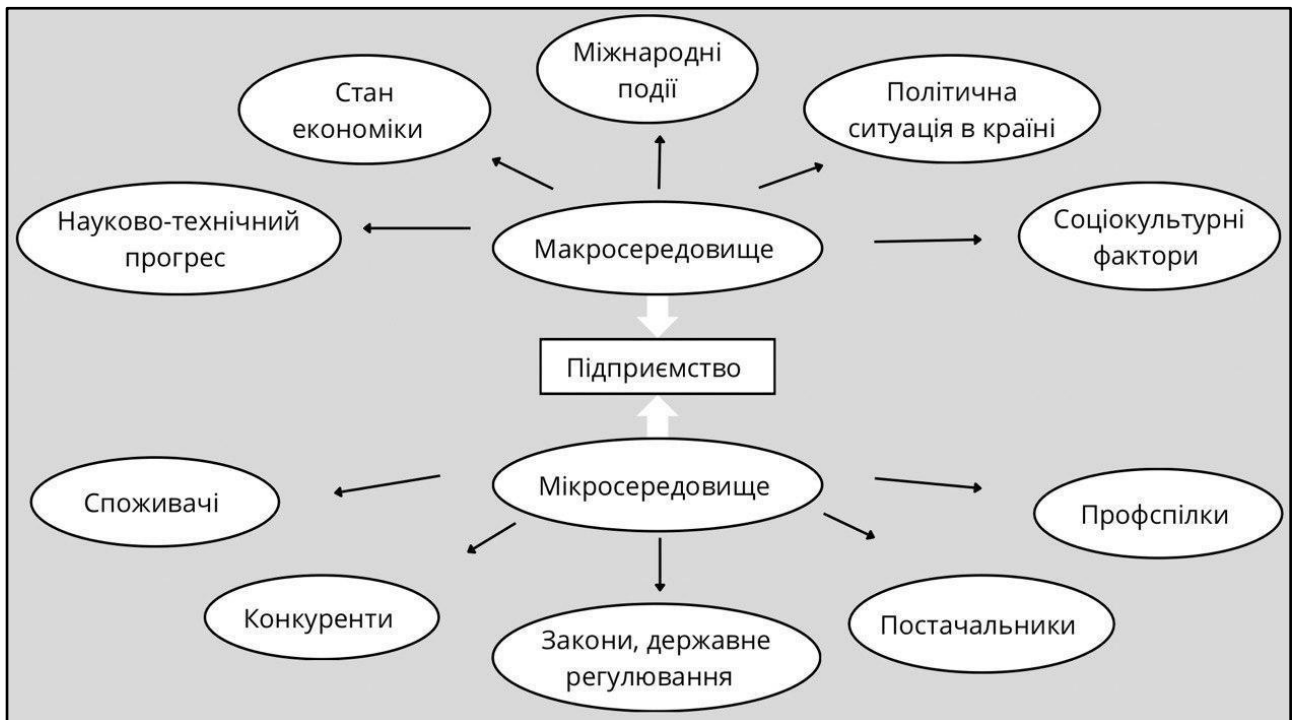 Міжнародні
події
Стан
економіки
Політична
ситуація в країні
Науково-технічний
прогрес
Макросередовище
Соціокультурні
фактори
Підприємство
Споживачі
Мікросередовище
Профспілки
Конкуренти
Закони, державне
регулювання
Постачальники